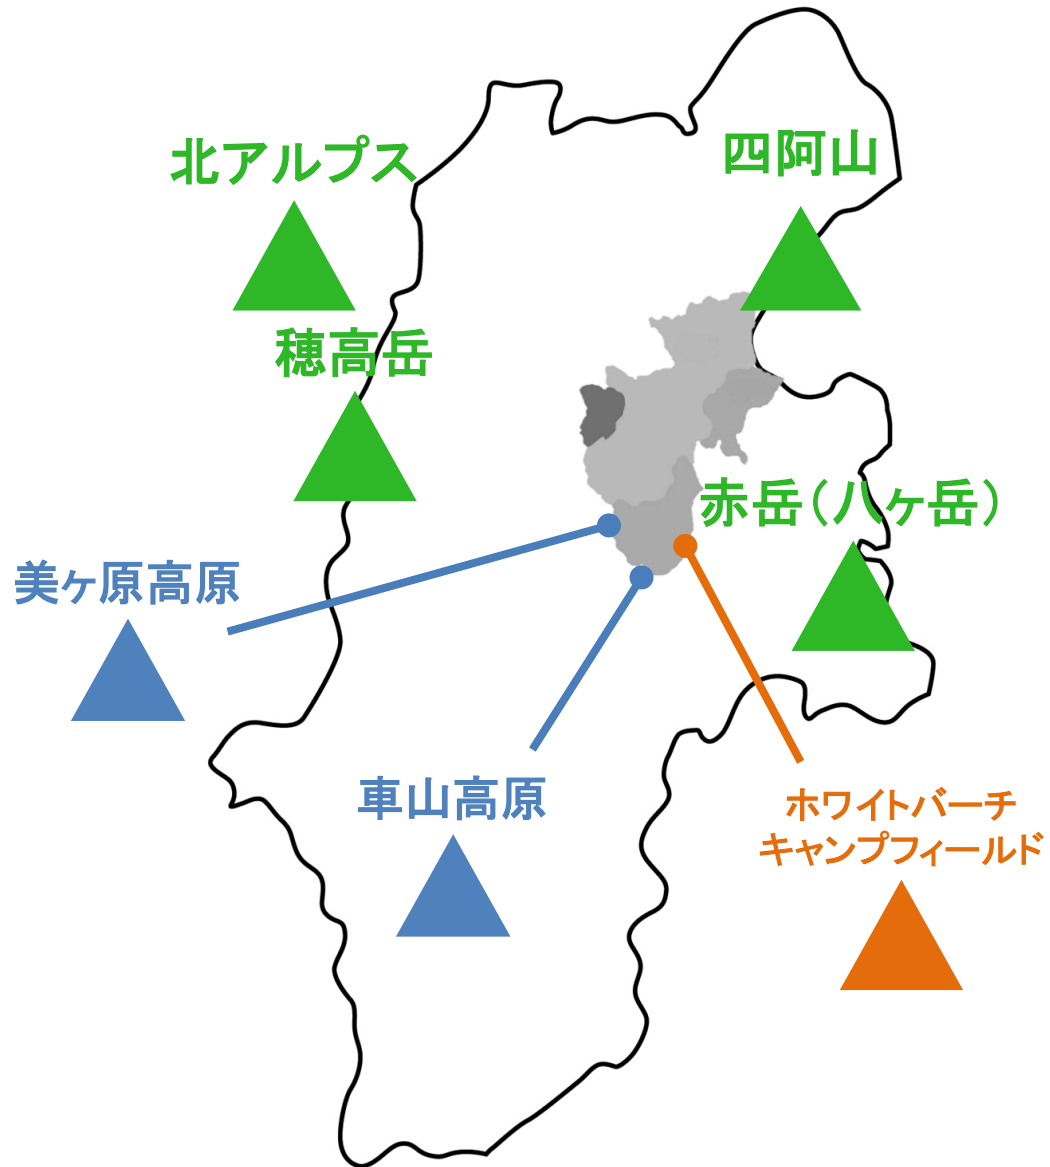 北アルプス
四阿山
穂高岳
赤岳（八ヶ岳）
美ヶ原高原
車山高原
ホワイトバーチ
キャンプフィールド